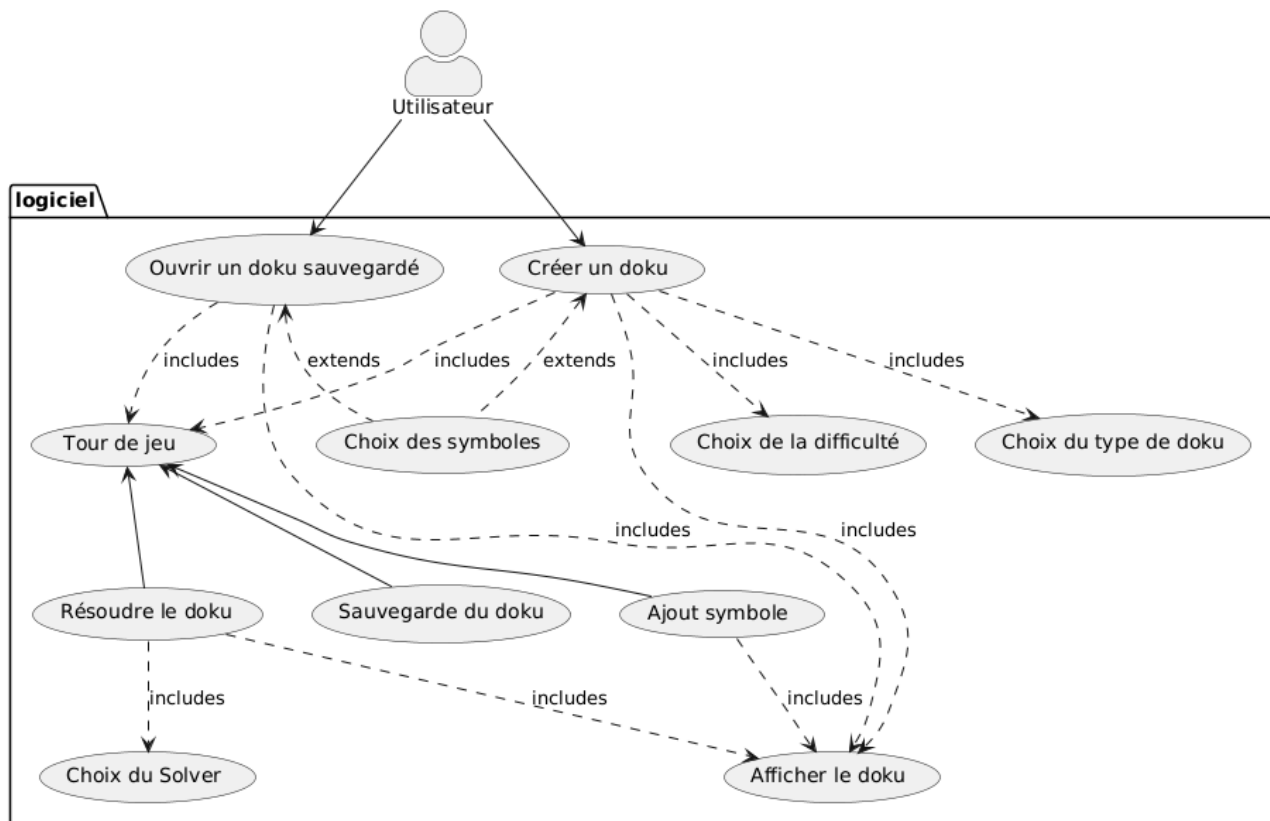 Utilisateur
logiciel
Ouvrir un doku sauvegardé
Créer un doku
includes
extends
includes
extends
includes
includes
Tour de jeu
Choix des symboles
Choix de la difficulté
Choix du type de doku
includes
includes
Résoudre le doku
Sauvegarde du doku
Ajout symbole
includes
includes
includes
Choix du Solver
Afficher le doku